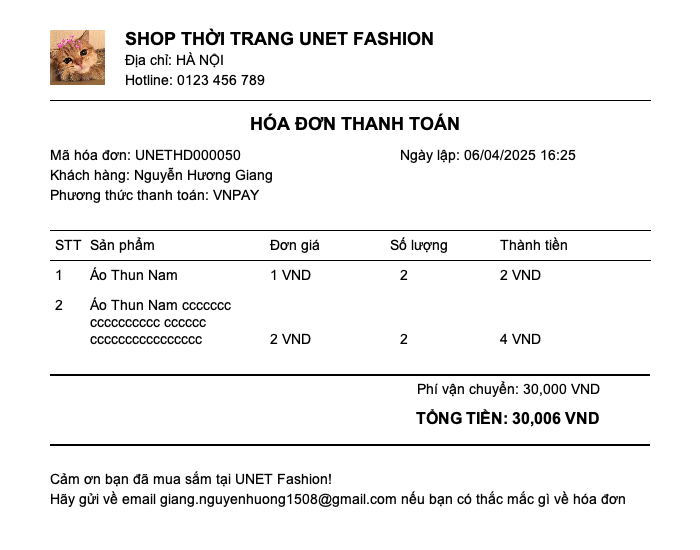 SHOP THỜI TRANG UNET FASHION
Địa chỉ: HÀ NỘI
Hotline: 0123 456 789
HÓA ĐƠN THANH TOÁN
Mã hóa đơn: UNETHD000050 Ngày lập: 06/04/2025 16:25
Khách hàng: Nguyễn Hương Giang
Phương thức thanh toán: VNPAY
STT Sản phẩm Đơn giá Số lượng Thành tiền
1 Áo Thun Nam 1 VND 2 2 VND
2 Áo Thun Nam ccccccc
cccccccccc cccccc
cccccccccccccccc 2 VND 2 4 VND
Phí vận chuyển: 30,000 VND
TỔNG TIỀN: 30,006 VND
Cảm ơn bạn đã mua sắm tại UNET Fashion!
Hãy gửi về email giang.nguyenhuong1508@gmail.com nếu bạn có thắc mắc gì về hóa đơn